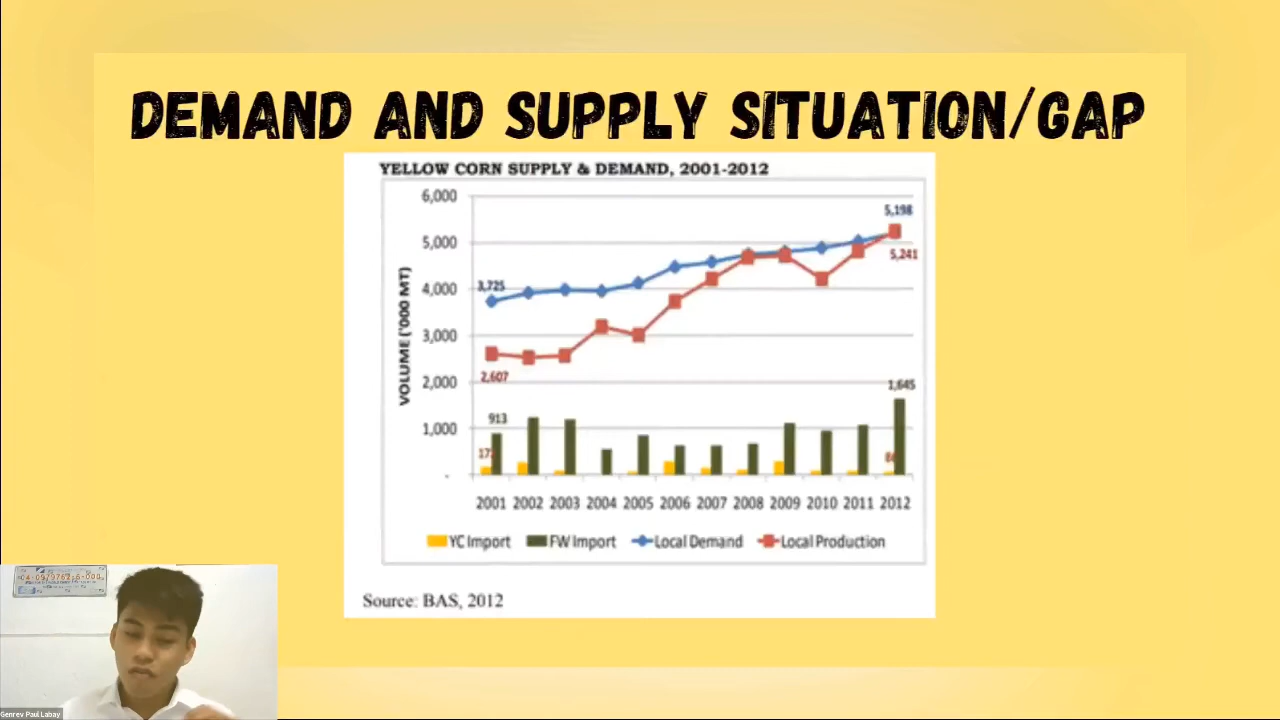 DEMAND AND SUPPLY SITUATION/GAP
YELLOW CORN SUPPLY & DEMAND, 2001-2012
VOLUME ('000 MT)
6,000
5,000
4,000
3,000
2,000
1,000
-
3,725
2,607
913
5,198
5,241
1,645
2001 2002 2003 2004 2005 2006 2007 2008 2009 2010 2011 2012
YC Import FW Import Local Demand Local Production
Source: BAS, 2012
Genrev Paul Labay